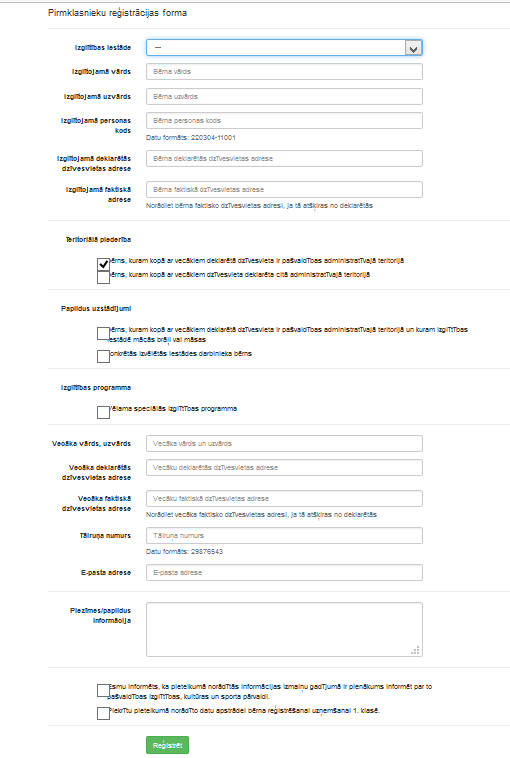 Pirmklasnieku reģistrācijas forma
Izglītības iestāde
---
Izglītojamā vārds
Bērna vārds
Izglītojamā uzvārds
Bērna uzvārds
Izglītojamā personas
kods
Bērna personas kods
Datu formāts: 220304-11001
Izglītojamā deklarētās
dzīvesvietas adrese
Bērna deklarētās dzīvesvietas adrese
Izglītojamā faktiskā
adrese
Bērna faktiskā dzīvesvietas adrese
Norādiet bērna faktisko dzīvesvietas adresi, ja tā atšķiras no deklarētās
Teritoriālā piederība
Bērns, kuram kopā ar vecākiem deklarētā dzīvesvieta ir pašvaldības administratīvajā teritorijā
Bērns, kuram kopā ar vecākiem dzīvesvieta deklarēta citā administratīvajā teritorijā
Papildus uzstādījumi
Bērns, kuram kopā ar vecākiem deklarētā dzīvesvieta ir pašvaldības administratīvajā teritorijā un kuram izglītības
iestādē mācās brāļi vai māsas
Konkrētās izvēlētās iestādes darbinieka bērns
Izglītības programma
Vēlama speciālās izglītības programma
Vecāka vārds, uzvārds
Vecāka vārds un uzvārds
Vecāka deklarētās
dzīvesvietas adrese
Vecāku deklarētās dzīvesvietas adrese
Vecāka faktiskā
dzīvesvietas adrese
Vecāku faktiskā dzīvesvietas adrese
Norādiet vecāka faktisko dzīvesvietas adresi, ja tā atšķiras no deklarētās
Tālruņa numurs
Tālruņa numurs
Datu formāts: 29876543
E-pasta adrese
E-pasta adrese
Piezīmes/papildus
informācija
Esmu informēts, ka pieteikumā norādītās informācijas izmaiņu gadījumā ir pienākums informēt par to
pašvaldības izglītības, kultūras un sporta pārvaldi.
Piekrītu pieteikumā norādīto datu apstrādei bērna reģistrēšanai uzņemšanai 1. klasē.
Reģistrēt